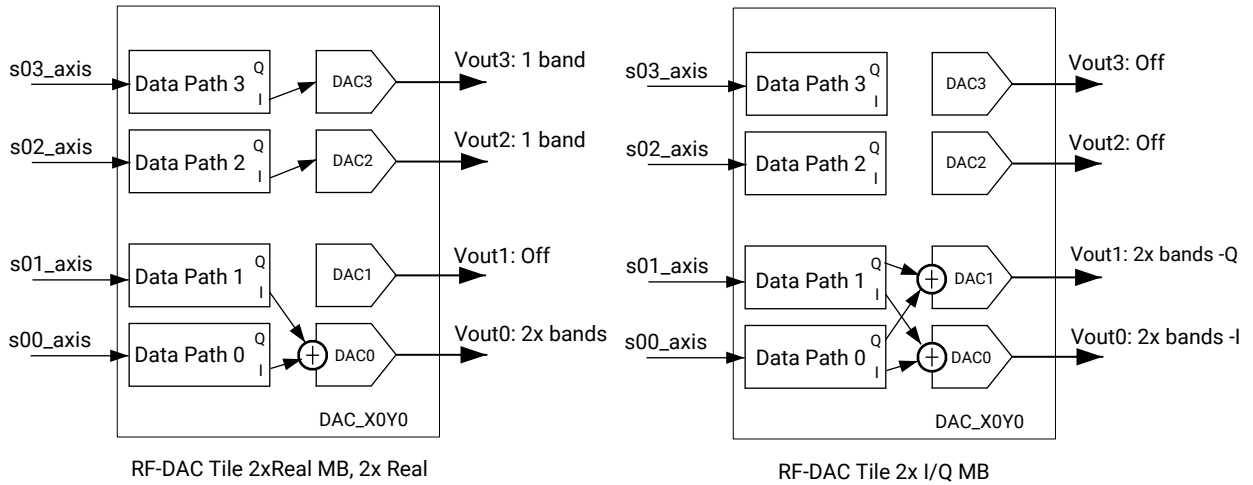 s03_axis
Data Path 3
Q
I
DAC3
Vout3: 1 band
s02_axis
Data Path 2
Q
I
DAC2
Vout2: 1 band
s01_axis
Data Path 1
Q
I
DAC1
Vout1: Off
s00_axis
Data Path 0
Q
I
DAC0
Vout0: 2x bands
DAC_X0Y0
RF-DAC Tile 2xReal MB, 2x Real
s03_axis
Data Path 3
Q
I
DAC3
Vout3: Off
s02_axis
Data Path 2
Q
I
DAC2
Vout2: Off
s01_axis
Data Path 1
Q
I
+
DAC1
Vout1: 2x bands -Q
s00_axis
Data Path 0
Q
I
+
DAC0
Vout0: 2x bands -I
DAC_X0Y0
RF-DAC Tile 2x I/Q MB